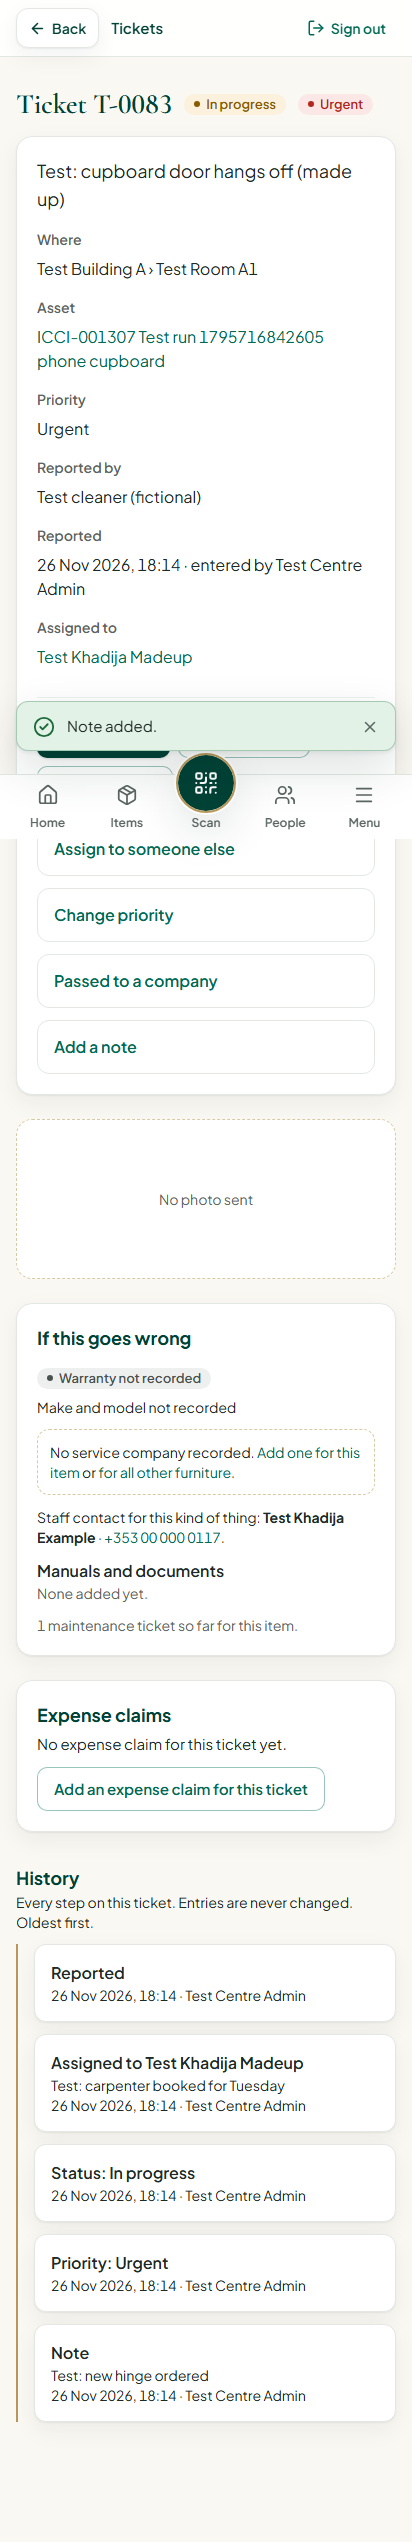 Back
Tickets
Sign out
Ticket T-0083
In progress
Urgent
Test: cupboard door hangs off (made
up)
Where
Test Building A › Test Room A1
Asset
ICCI-001307 Test run 1795716842605
phone cupboard
Priority
Urgent
Reported by
Test cleaner (fictional)
Reported
26 Nov 2026, 18:14 · entered by Test Centre
Admin
Assigned to
Test Khadija Madeup
Note added.
Home
Items
Scan
People
Menu
Assign to someone else
Change priority
Passed to a company
Add a note
No photo sent
If this goes wrong
Warranty not recorded
Make and model not recorded
No service company recorded. Add one for this
item or for all other furniture.
Staff contact for this kind of thing: Test Khadija
Example · +353 00 000 0117.
Manuals and documents
None added yet.
1 maintenance ticket so far for this item.
Expense claims
No expense claim for this ticket yet.
Add an expense claim for this ticket
History
Every step on this ticket. Entries are never changed.
Oldest first.
Reported
26 Nov 2026, 18:14 · Test Centre Admin
Assigned to Test Khadija Madeup
Test: carpenter booked for Tuesday
26 Nov 2026, 18:14 · Test Centre Admin
Status: In progress
26 Nov 2026, 18:14 · Test Centre Admin
Priority: Urgent
26 Nov 2026, 18:14 · Test Centre Admin
Note
Test: new hinge ordered
26 Nov 2026, 18:14 · Test Centre Admin